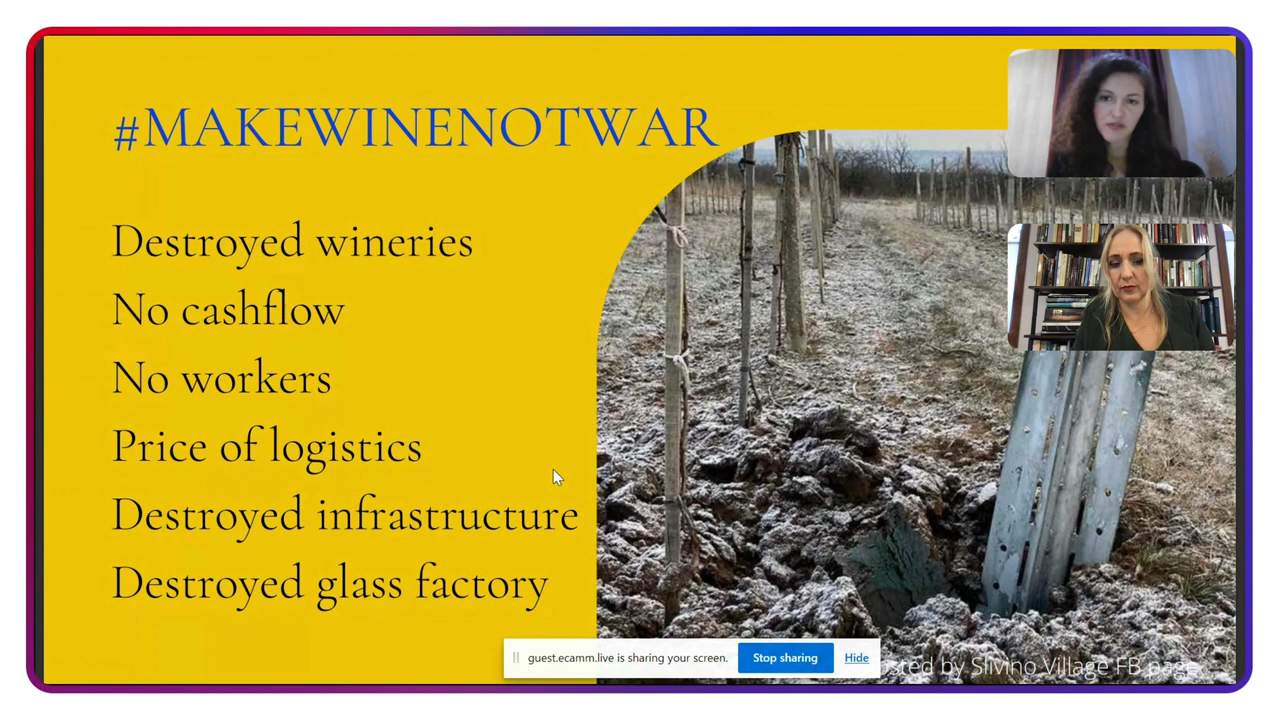 #MAKEWINENOTWAR
Destroyed wineries
No cashflow
No workers
Price of logistics
Destroyed infrastructure
Destroyed glass factory
guest.ecamm.live is sharing your screen.
Stop sharing
Hide
by Slivino Village FB page